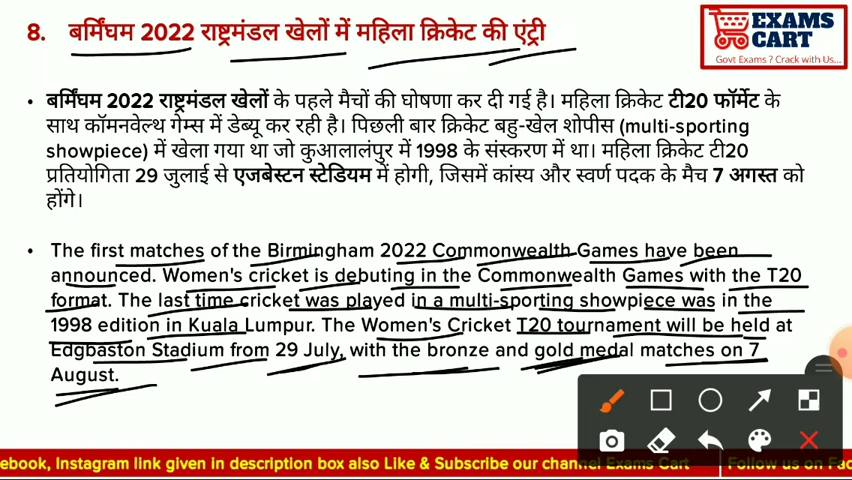 8. बर्मिंघम 2022 राष्ट्रमंडल खेलों में महिला क्रिकेट की एंट्री
EXAMS
CART
Govt Exams ? Crack with Us...
• बर्मिंघम 2022 राष्ट्रमंडल खेलों के पहले मैचों की घोषणा कर दी गई है। महिला क्रिकेट टी20 फॉर्मेट के
साथ कॉमनवेल्थ गेम्स में डेब्यू कर रही है। पिछली बार क्रिकेट बहु-खेल शोपीस (multi-sporting
showpiece) में खेला गया था जो कुआलालंपुर में 1998 के संस्करण में था। महिला क्रिकेट टी20
प्रतियोगिता 29 जुलाई से एजबेस्टन स्टेडियम में होगी, जिसमें कांस्य और स्वर्ण पदक के मैच 7 अगस्त को
होंगे।
• The first matches of the Birmingham 2022 Commonwealth Games have been
announced. Women's cricket is debuting in the Commonwealth Games with the T20
format. The last time cricket was played in a multi-sporting showpiece was in the
1998 edition in Kuala Lumpur. The Women's Cricket T20 tournament will be held at
Edgbaston Stadium from 29 July, with the bronze and gold medal matches on 7
August.
ebook, Instagram link given in description box also Like & Subscribe our channel Exams Cart Follow us on Fac